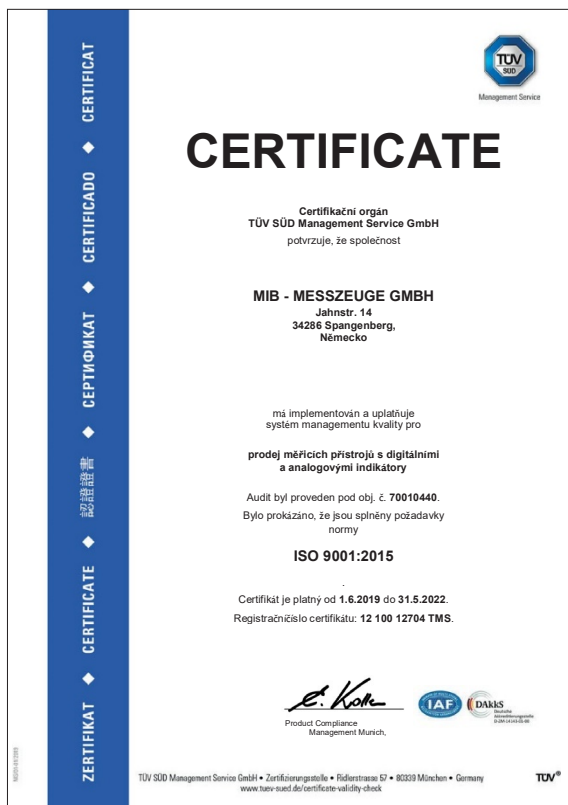 TÜV
SÜD
Management Service
CERTIFICATE
Certifikační orgán
TÜV SÜD Management Service GmbH
potvrzuje, že společnost
MIB - MESSZEUGE GMBH
Jahnstr. 14
34286 Spangenberg,
Německo
má implementován a uplatňuje
systém managementu kvality pro
prodej měřicích přístrojů s digitálními
a analogovými indikátory
Audit byl proveden pod obj. č. 70010440.
Bylo prokázáno, že jsou splněny požadavky
normy
ISO 9001:2015
.
Certifikát je platný od 1.6.2019 do 31.5.2022.
Registračníčíslo certifikátu: 12 100 12704 TMS.
Product Compliance
Management Munich,
IAF
DAkkS
Deutsche
Akkreditierungsstelle
TÜV SÜD Management Service GmbH • Zertifizierungsstelle • Ridlerstrasse 57 • 80339 München • Germany
www.tuev-sued.de/certificate-validity-check
TÜV®
ZERTIFIKAT ◆ CERTIFICATE ◆ 認證證書 ◆ СЕРТИФИКАТ ◆ CERTIFICADO ◆ CERTIFICAT